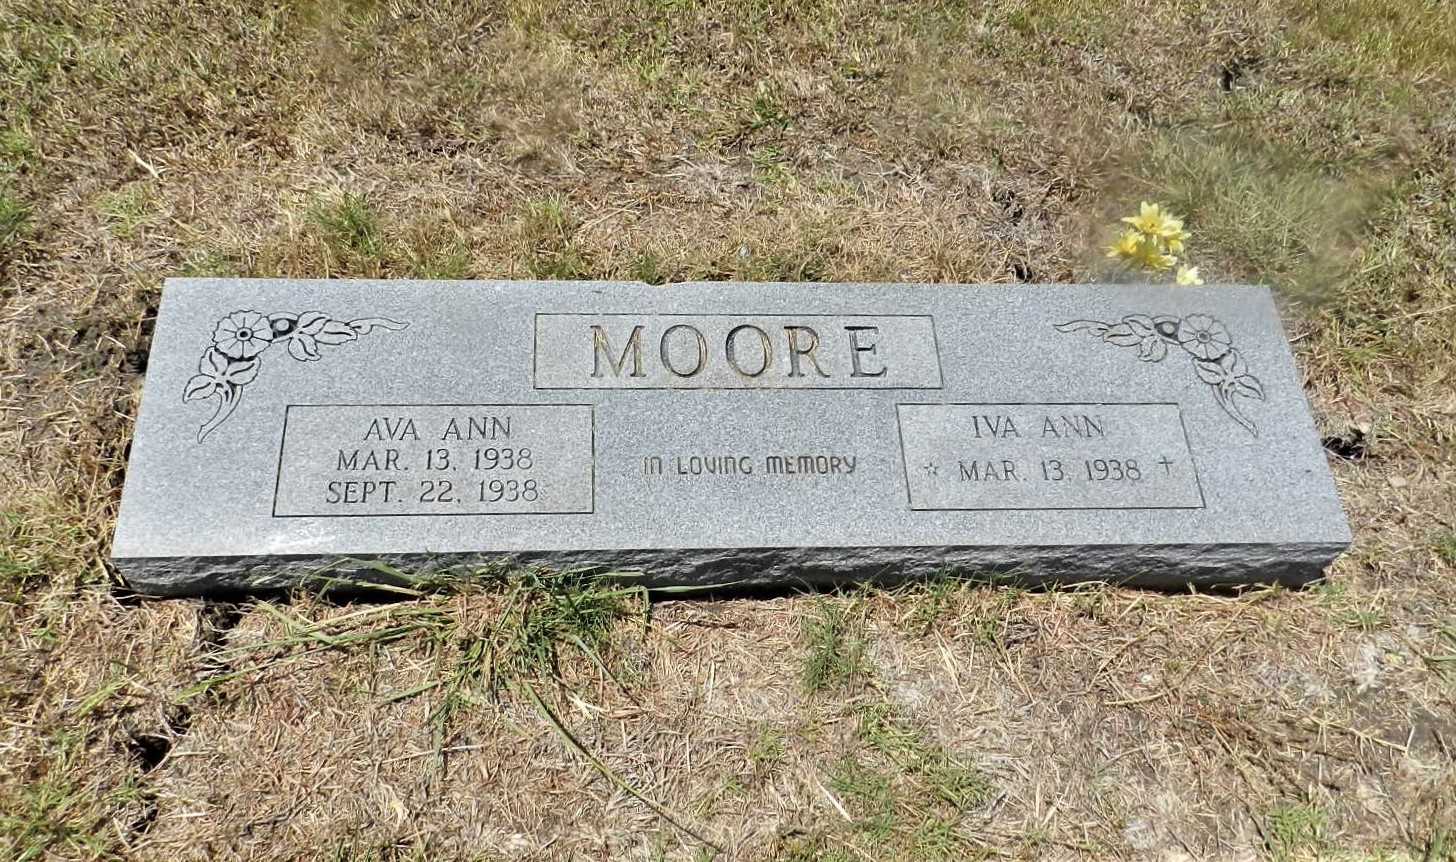 MOORE
AVA ANN
MAR. 13, 1938
SEPT. 22, 1938
IN LOVING MEMORY
IVA ANN
☆ MAR. 13, 1938 ✝